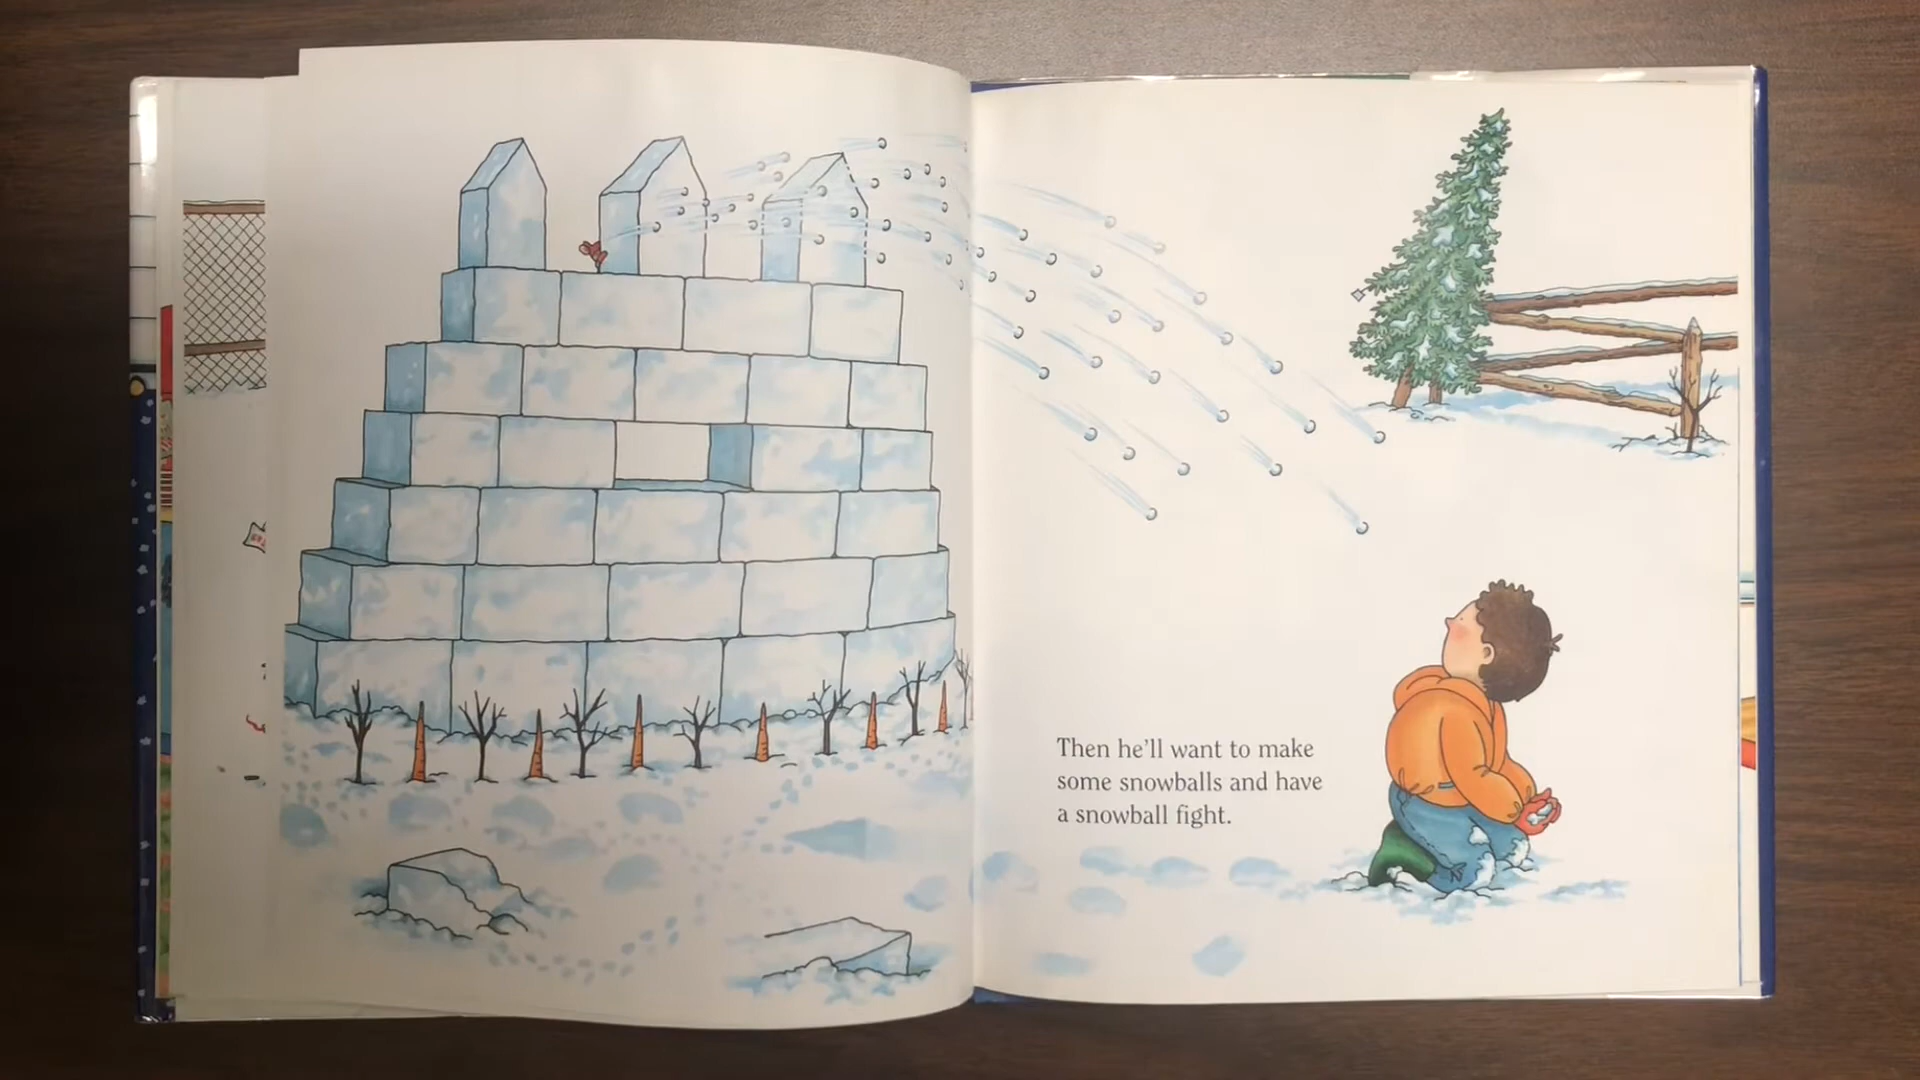 Then he'll want to make
some snowballs and have
a snowball fight.